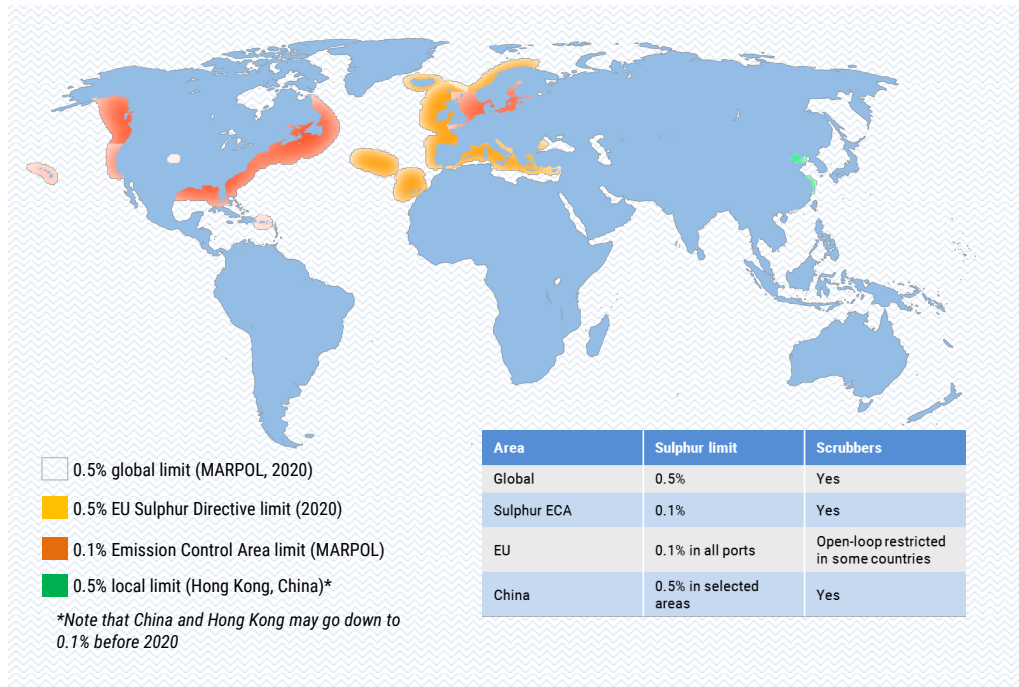 0.5% global limit (MARPOL, 2020)
0.5% EU Sulphur Directive limit (2020)
0.1% Emission Control Area limit (MARPOL)
0.5% local limit (Hong Kong, China)*
*Note that China and Hong Kong may go down to
0.1% before 2020
Area Sulphur limit Scrubbers
Global 0.5% Yes
Sulphur ECA 0.1% Yes
EU 0.1% in all ports Open-loop restricted
in some countries
China 0.5% in selected
areas Yes